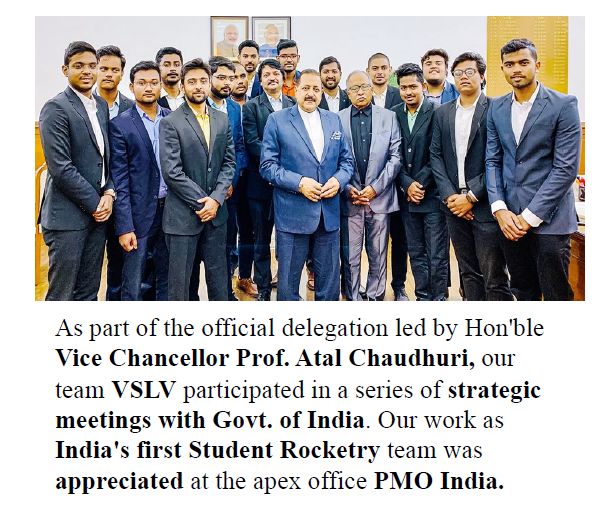 As part of the official delegation led by Hon'ble
Vice Chancellor Prof. Atal Chaudhuri, our
team VSLV participated in a series of strategic
meetings with Govt. of India. Our work as
India's first Student Rocketry team was
appreciated at the apex office PMO India.